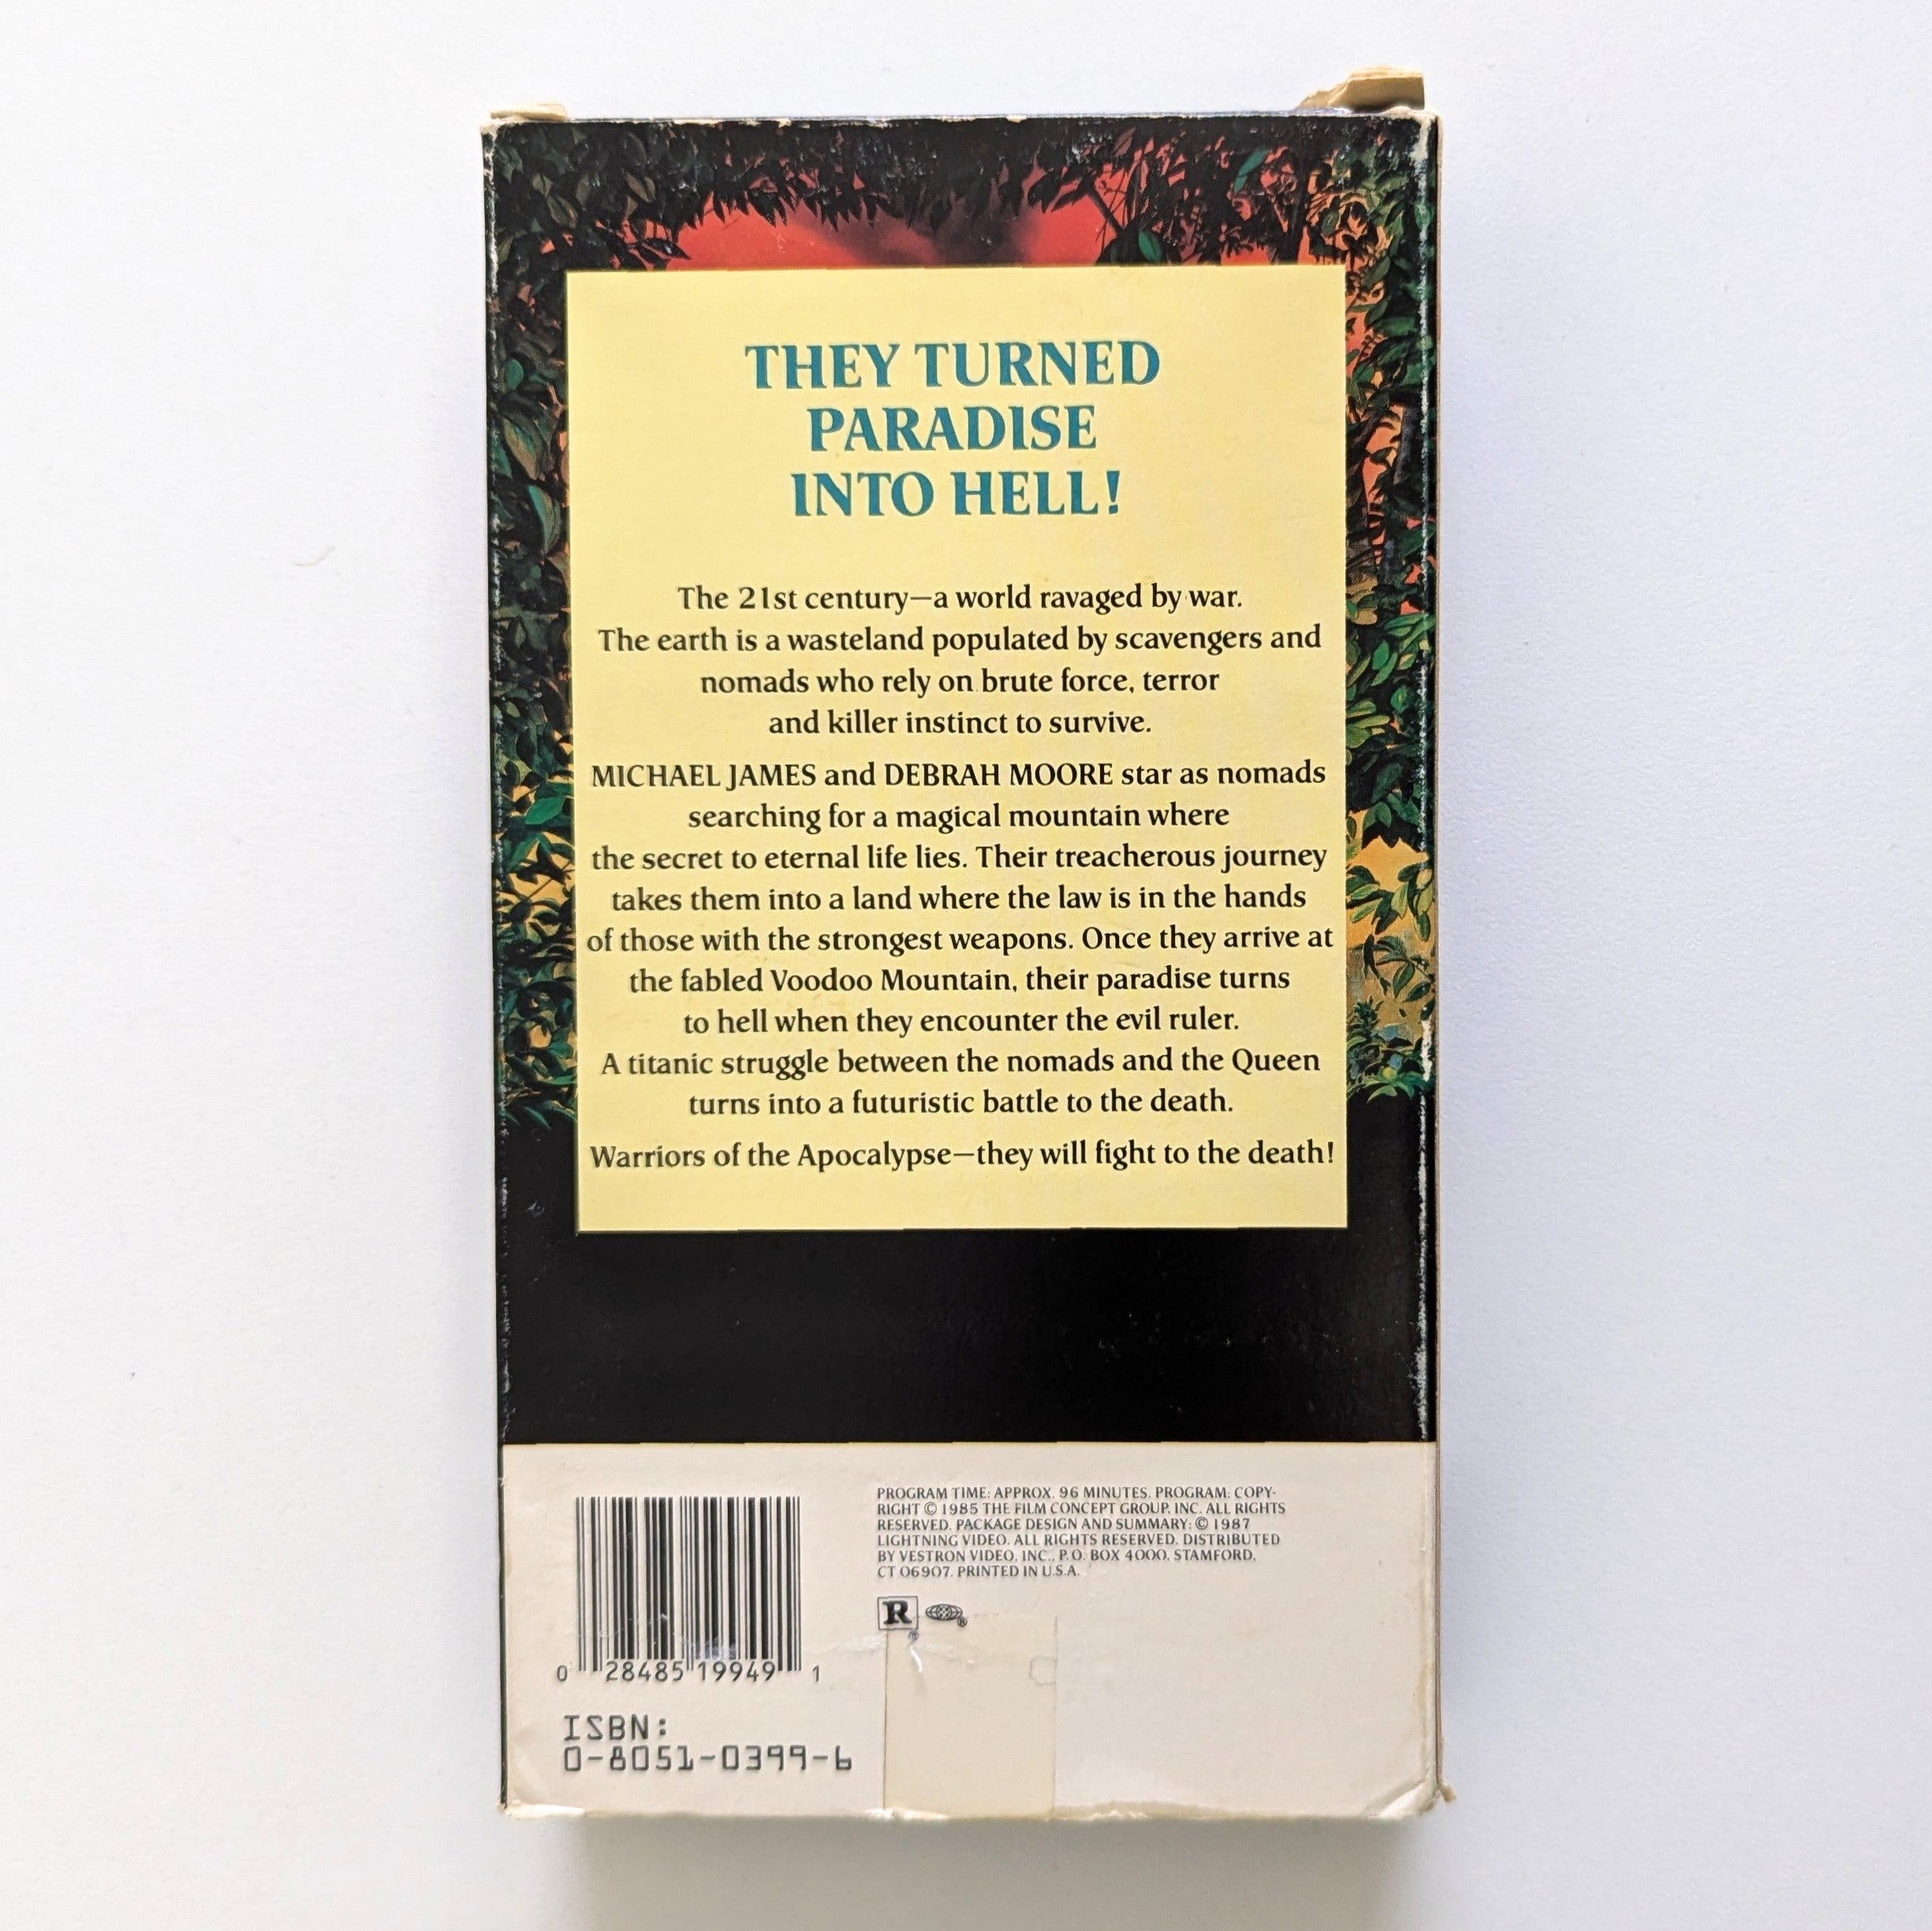 THEY TURNED
PARADISE
INTO HELL!
The 21st century—a world ravaged by war.
The earth is a wasteland populated by scavengers and
nomads who rely on brute force, terror
and killer instinct to survive.
MICHAEL JAMES and DEBRAH MOORE star as nomads
searching for a magical mountain where
the secret to eternal life lies. Their treacherous journey
takes them into a land where the law is in the hands
of those with the strongest weapons. Once they arrive at
the fabled Voodoo Mountain, their paradise turns
to hell when they encounter the evil ruler.
A titanic struggle between the nomads and the Queen
turns into a futuristic battle to the death.
Warriors of the Apocalypse—they will fight to the death!
PROGRAM TIME: APPROX. 96 MINUTES. PROGRAM: COPY-
RIGHT © 1985 THE FILM CONCEPT GROUP, INC. ALL RIGHTS
RESERVED. PACKAGE DESIGN AND SUMMARY: © 1987
LIGHTNING VIDEO. ALL RIGHTS RESERVED. DISTRIBUTED
BY VESTRON VIDEO, INC., P.O. BOX 4000, STAMFORD,
CT 06907. PRINTED IN U.S.A.
R ® ®
0 28485 19949 1
ISBN:
0-8051-0399-6